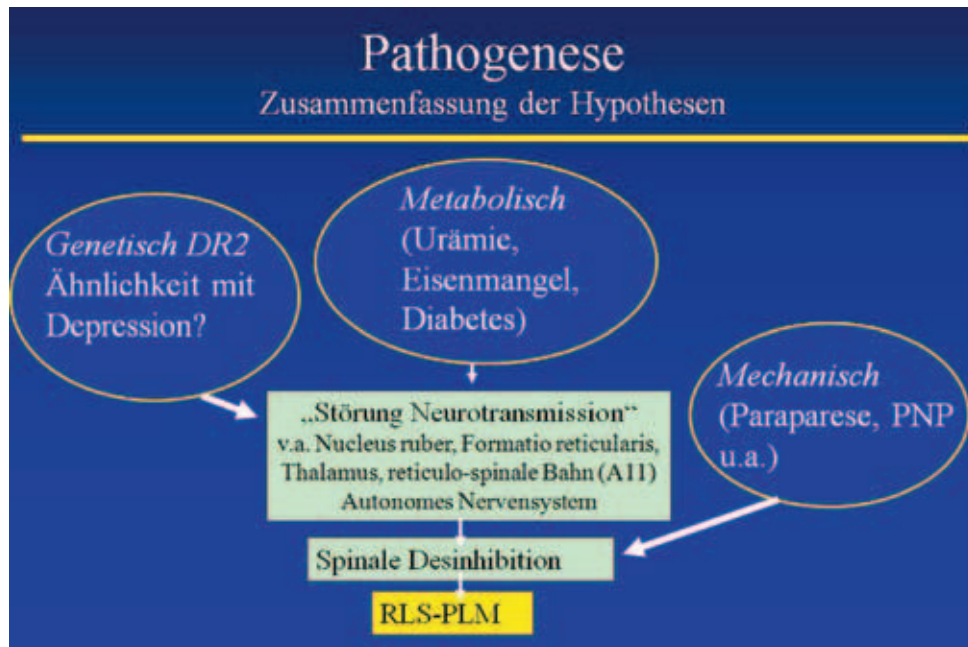 Pathogenese
Zusammenfassung der Hypothesen
Genetisch DR2
Ähnlichkeit mit
Depression?
Metabolisch
(Urämie,
Eisenmangel,
Diabetes)
Mechanisch
(Paraparese, PNP
u.a.)
„Störung Neurotransmission“
v.a. Nucleus ruber, Formatio reticularis,
Thalamus, reticulo-spinale Bahn (A11)
Autonomes Nervensystem
Spinale Desinhibition
RLS-PLM